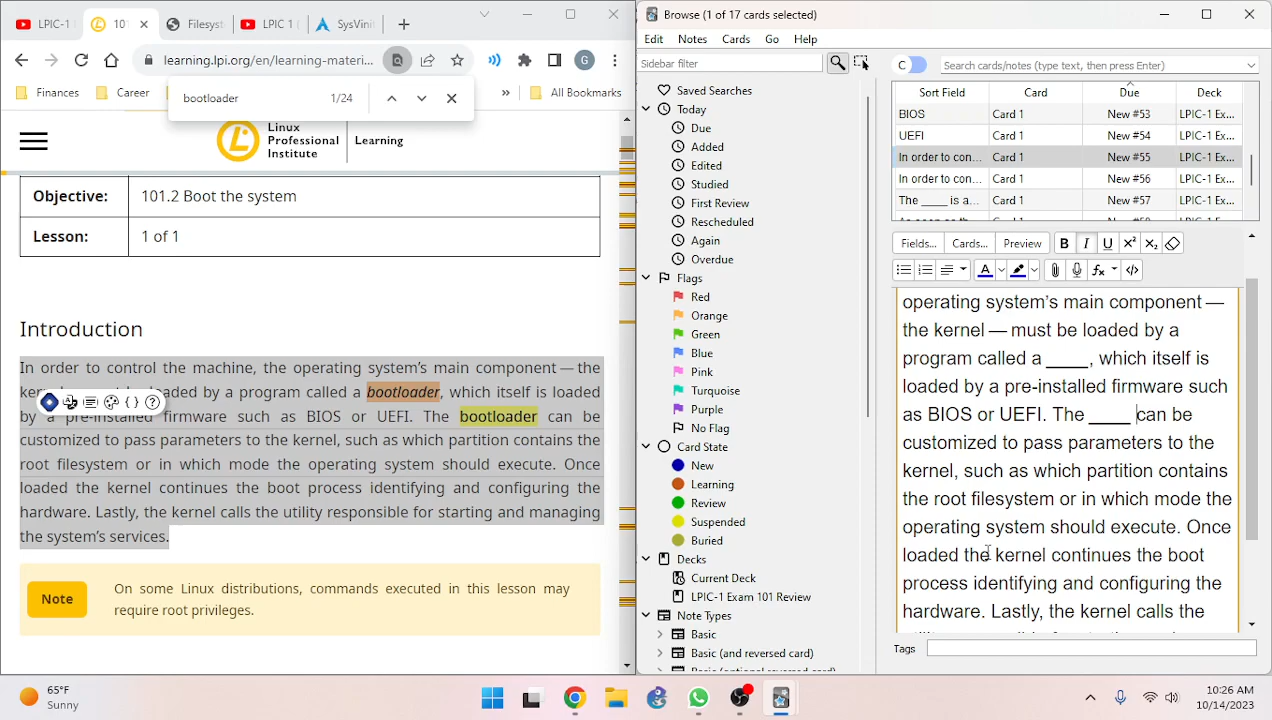 LPIC-1
101
Filesyst
LPIC 1 (
SysVinit
learning.lpi.org/en/learning-materi...
G
Finances
Career
All Bookmarks
bootloader
1/24
Linux
Professional
Institute
Learning
Objective:
101.2 Boot the system
Lesson:
1 of 1
Introduction
In order to control the machine, the operating system's main component — the
by a program called a bootloader, which itself is loaded
firmware such as BIOS or UEFI. The bootloader can be
customized to pass parameters to the kernel, such as which partition contains the
root filesystem or in which mode the operating system should execute. Once
loaded the kernel continues the boot process identifying and configuring the
hardware. Lastly, the kernel calls the utility responsible for starting and managing
the system's services.
Note
On some Linux distributions, commands executed in this lesson may
require root privileges.
Browse (1 of 17 cards selected)
Edit
Notes
Cards
Go
Help
Sidebar filter
Saved Searches
Today
Due
Added
Edited
Studied
First Review
Rescheduled
Again
Overdue
Flags
Red
Orange
Green
Blue
Pink
Turquoise
Purple
No Flag
Card State
New
Learning
Review
Suspended
Buried
Decks
Current Deck
LPIC-1 Exam 101 Review
Note Types
Basic
Basic (and reversed card)
Basic (optional reversed card)
C
Search cards/notes (type text, then press Enter)
Sort Field
Card
Due
Deck
BIOS
Card 1
New #53
LPIC-1 Ex...
UEFI
Card 1
New #54
LPIC-1 Ex...
In order to con...
Card 1
New #55
LPIC-1 Ex...
In order to con...
Card 1
New #56
LPIC-1 Ex...
The _____ is a...
Card 1
New #57
LPIC-1 Ex...
Fields...
Cards...
Preview
B
I
U
operating system's main component —
the kernel — must be loaded by a
program called a ____, which itself is
loaded by a pre-installed firmware such
as BIOS or UEFI. The ____ can be
customized to pass parameters to the
kernel, such as which partition contains
the root filesystem or in which mode the
operating system should execute. Once
loaded the kernel continues the boot
process identifying and configuring the
hardware. Lastly, the kernel calls the
Tags
65°F
Sunny
10:26 AM
10/14/2023